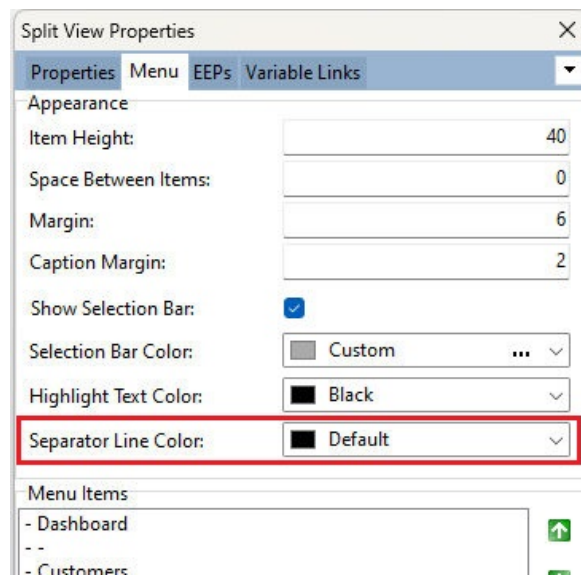 Split View Properties
Properties Menu EEPs Variable Links
Appearance
Item Height: 40
Space Between Items: 0
Margin: 6
Caption Margin: 2
Show Selection Bar:
Selection Bar Color: Custom ...
Highlight Text Color: Black
Separator Line Color: Default
Menu Items
- Dashboard
- -
- Customers